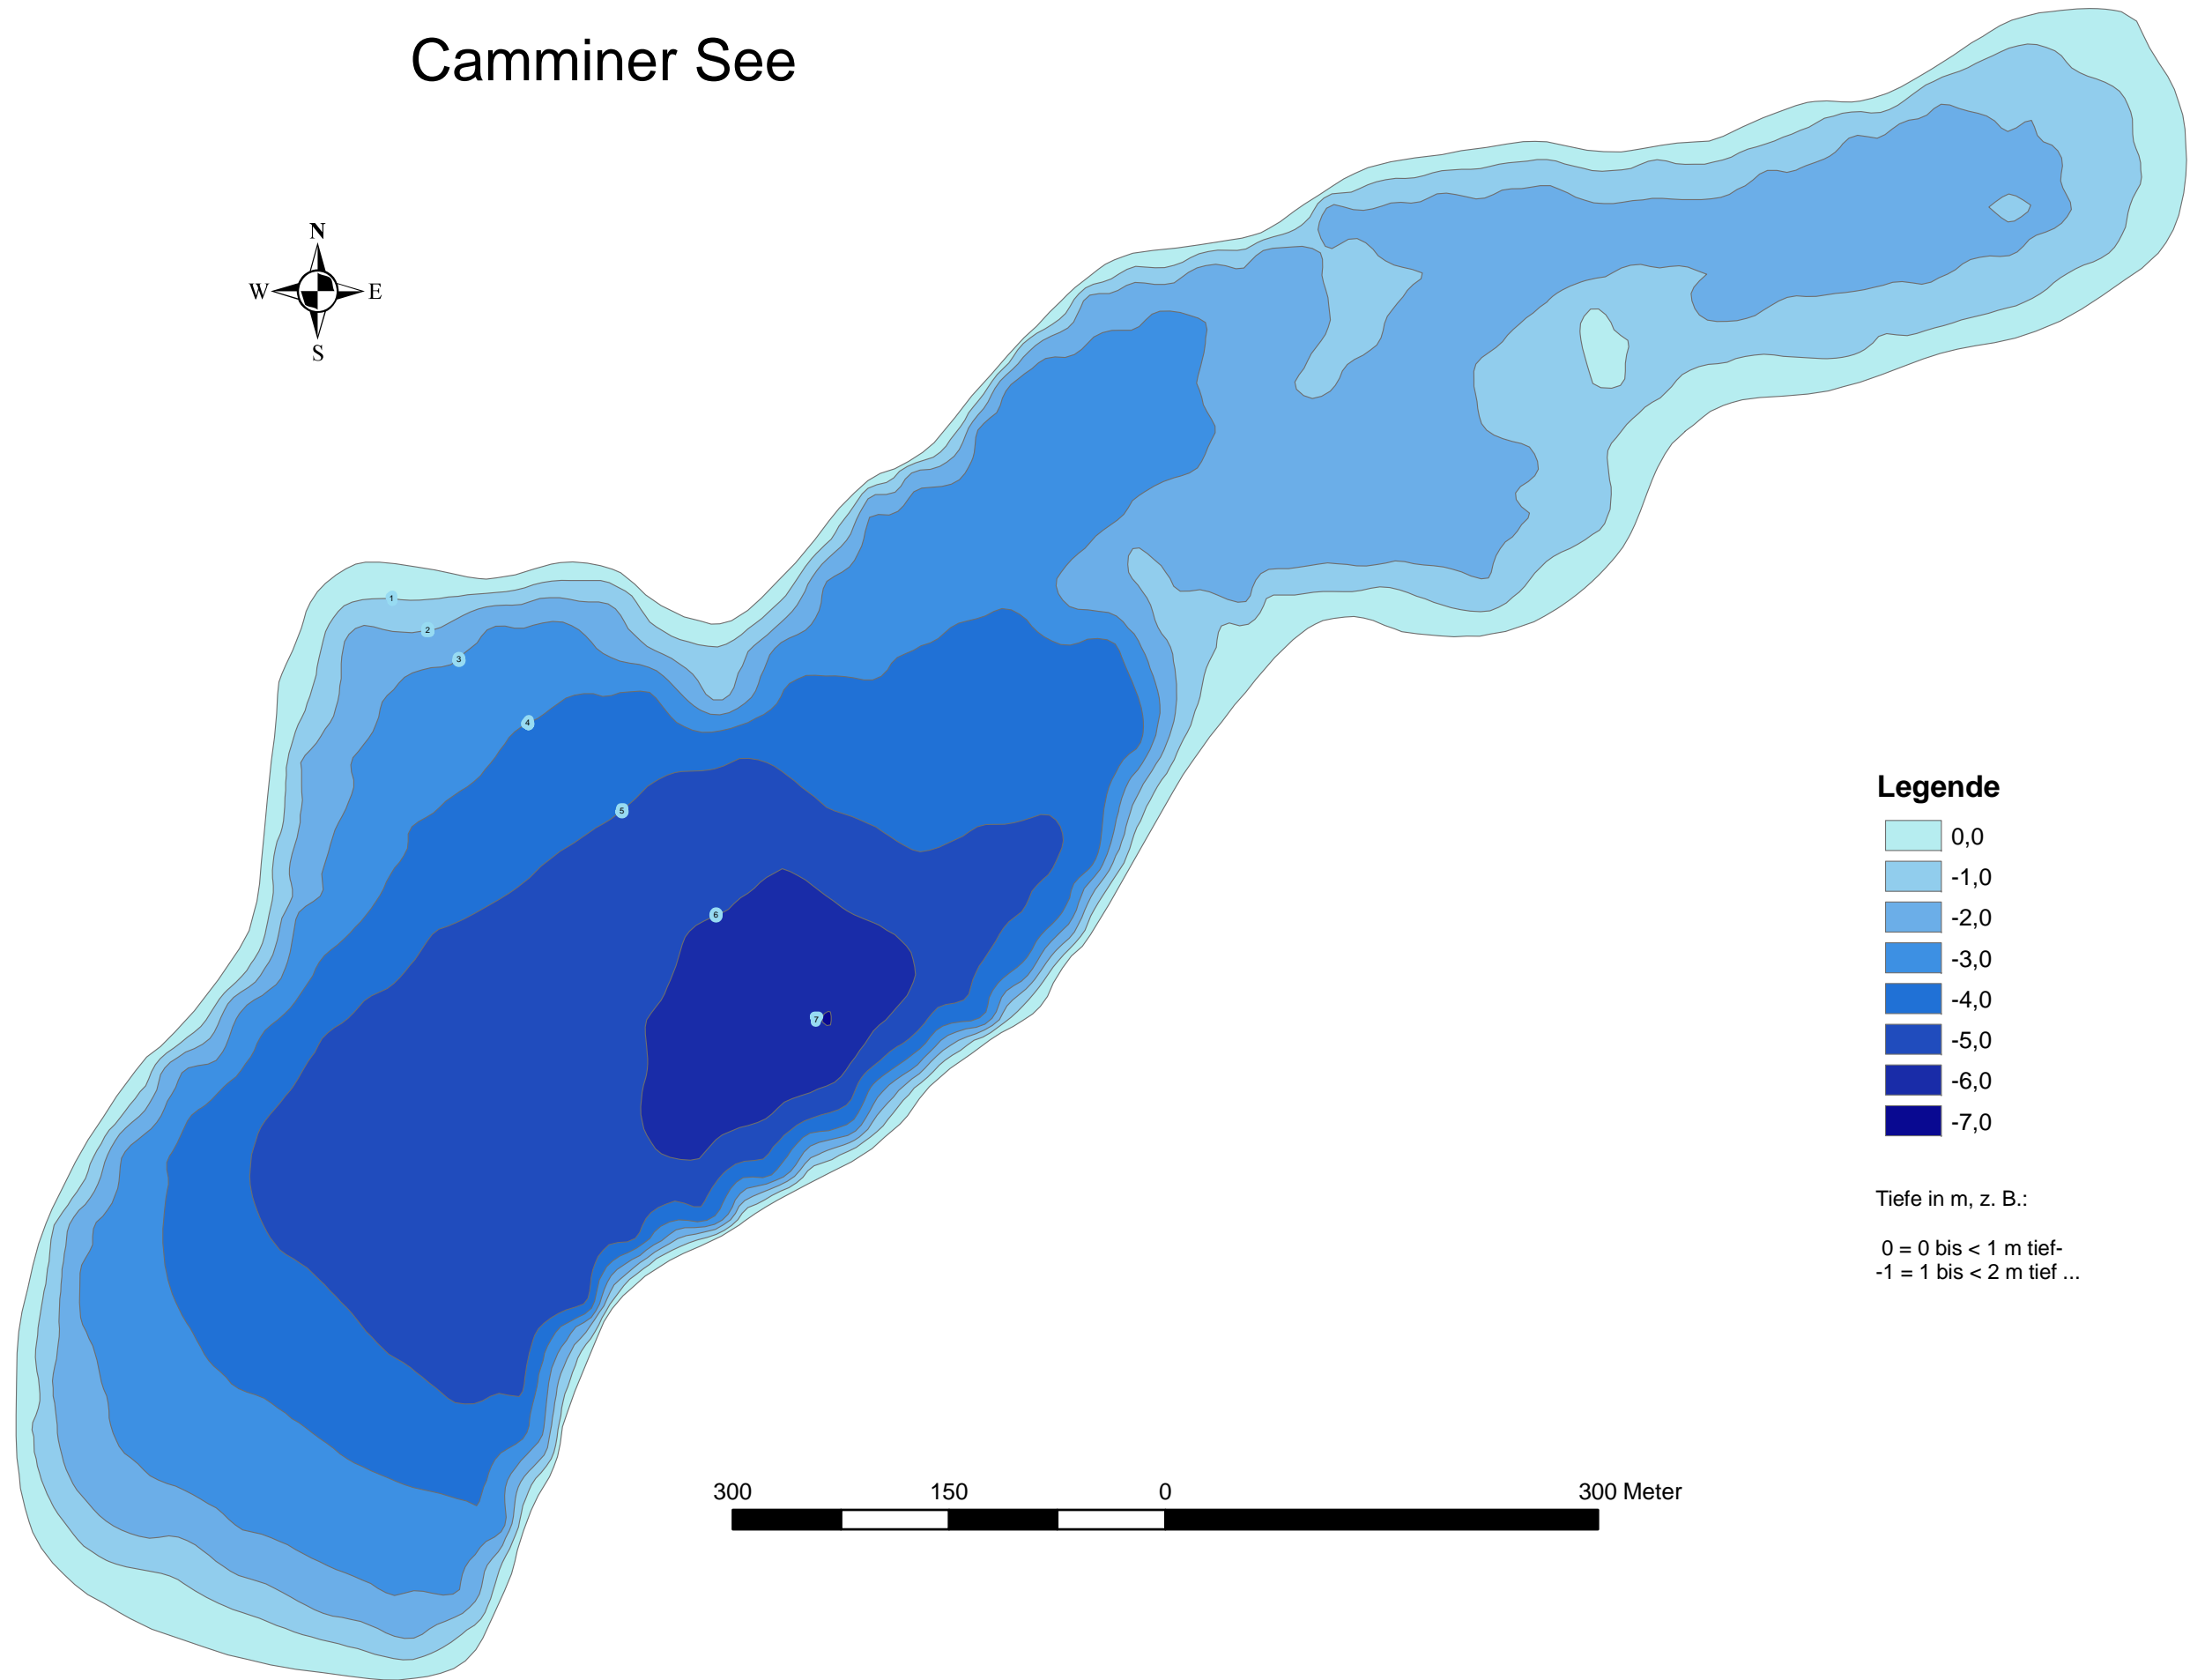 Camminer See
N
W E
S
1
2
3
4
5
6
7
Legende
0,0
-1,0
-2,0
-3,0
-4,0
-5,0
-6,0
-7,0
Tiefe in m, z. B.:
0 = 0 bis < 1 m tief-
-1 = 1 bis < 2 m tief ...
300 150 0 300 Meter